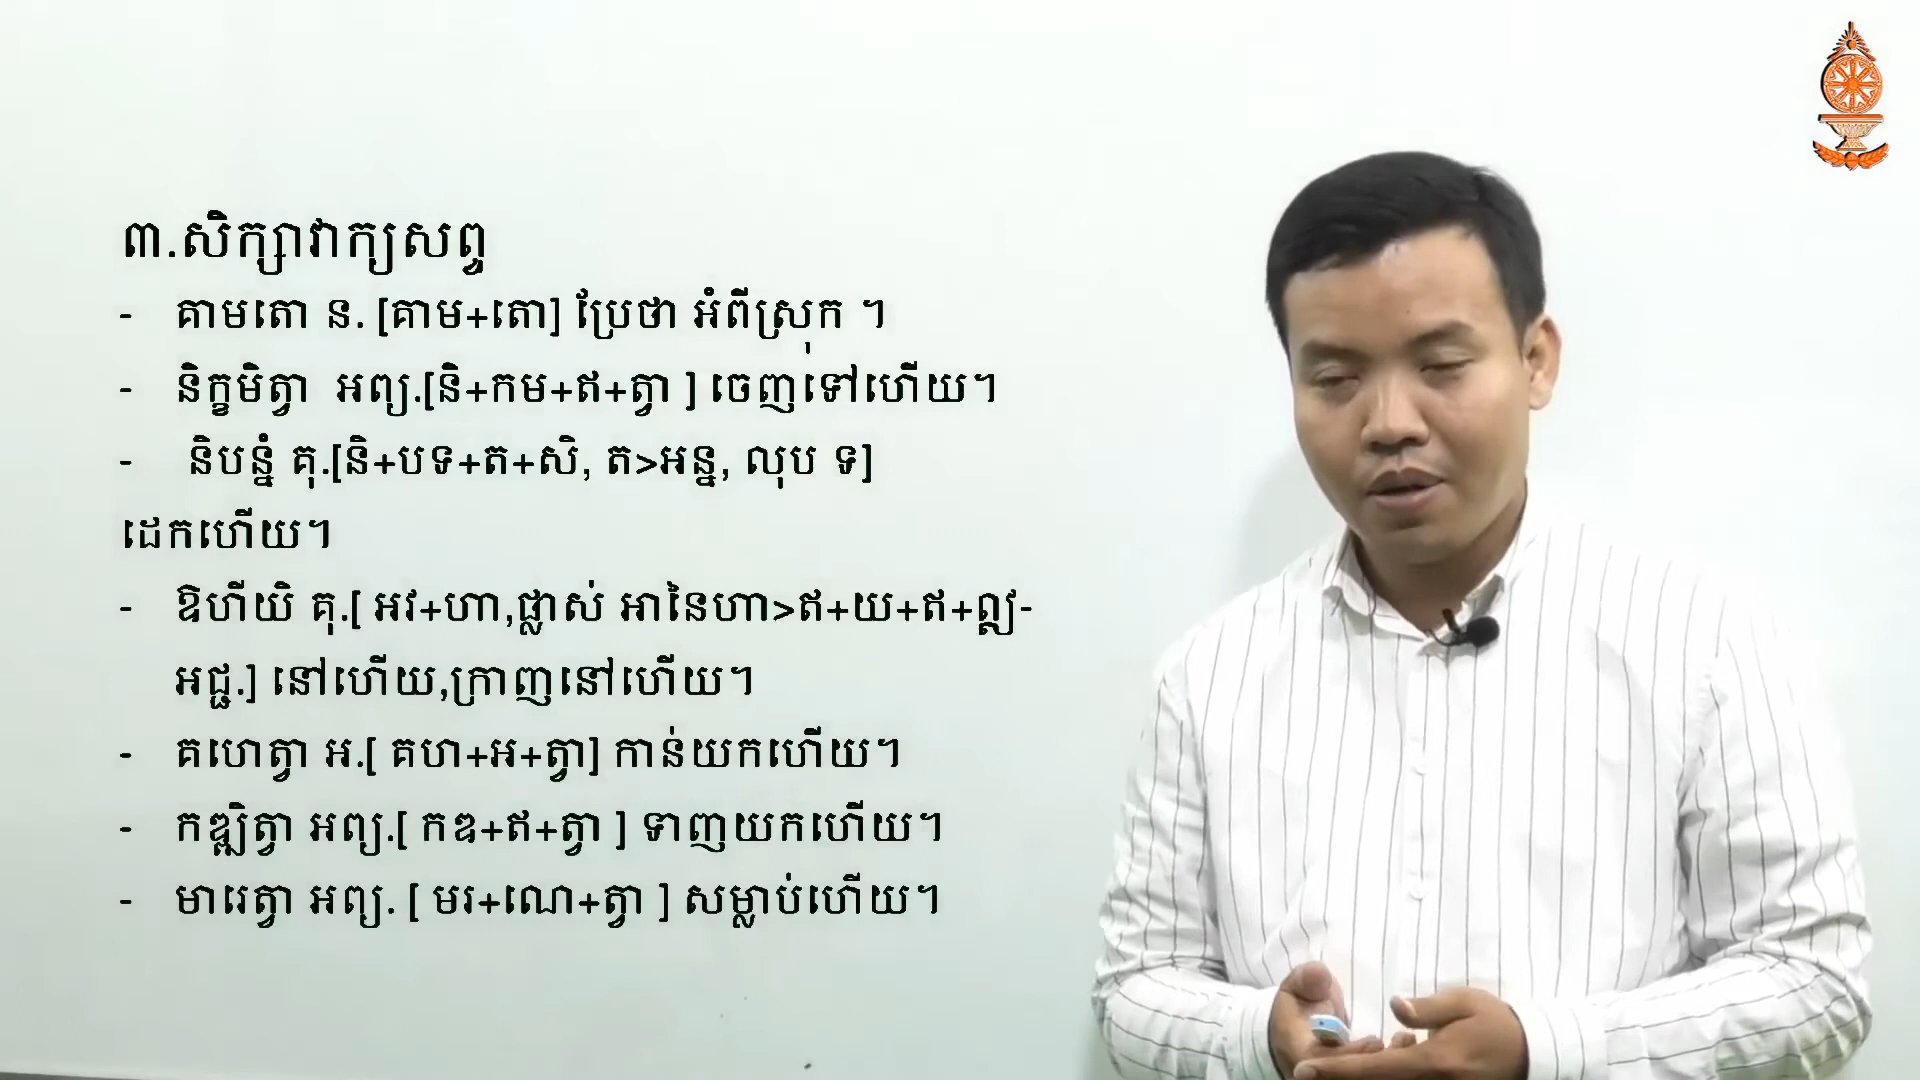 ៣.សិក្សាវាក្យសព្ទ
- គាមតោ ន. [គាម+តោ] ប្រែថា អំពីស្រុក ។
- និក្ខមិត្វា អព្យ.[និ+កម+ឥ+ត្វា ] ចេញទៅហើយ។
- និបន្នំ គុ.[និ+បទ+ត+សិ, ត>អន្ន, លុប ទ]
ដេកហើយ។
- ឱហីយិ គុ.[ អវ+ហា,ផ្លាស់ អានៃហា>ឥ+យ+ឥ+ឦ-
អជ្ជ.] នៅហើយ,ក្រាញនៅហើយ។
- គហេត្វា អ.[ គហ+អ+ត្វា] កាន់យកហើយ។
- កឌ្ឍិត្វា អព្យ.[ កឌ+ឥ+ត្វា ] ទាញយកហើយ។
- មារេត្វា អព្យ. [ មរ+ណេ+ត្វា ] សម្លាប់ហើយ។